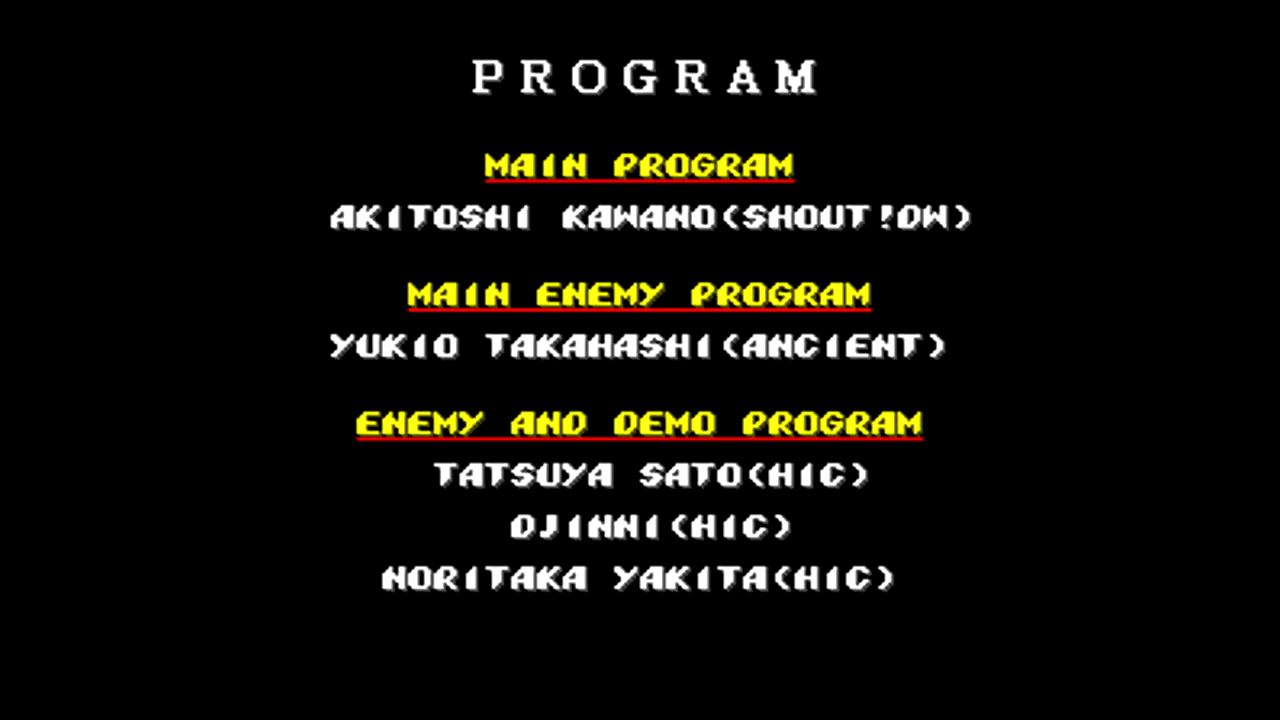 PROGRAM
MAIN PROGRAM
AKITOSHI KAWANO(SHOUT!DW)
MAIN ENEMY PROGRAM
YUKIO TAKAHASHI(ANCIENT)
ENEMY AND DEMO PROGRAM
TATSUYA SATO(HIC)
DJINNI(HIC)
NORITAKA YAKITA(HIC)